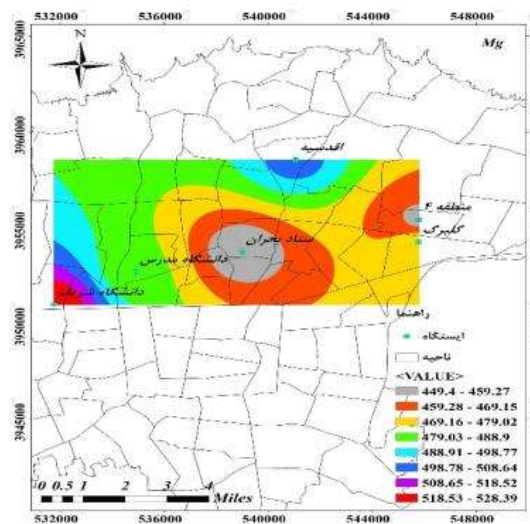 532000 536000 540000 544000 548000
3965000
N
Mg
3960000
اقدسیه
منطقه ۴
گلبرگ
3955000
ستاد بحران
دانشگاه مدرس
دانشگاه شریف
3950000
راهنما
ایستگاه
ناحیه
<VALUE>
449.4 - 459.27
459.28 - 469.15
469.16 - 479.02
479.03 - 488.9
488.91 - 498.77
498.78 - 508.64
508.65 - 518.52
518.53 - 528.39
3945000
0 0.5 1 2 3 4
Miles
532000 536000 540000 544000 548000